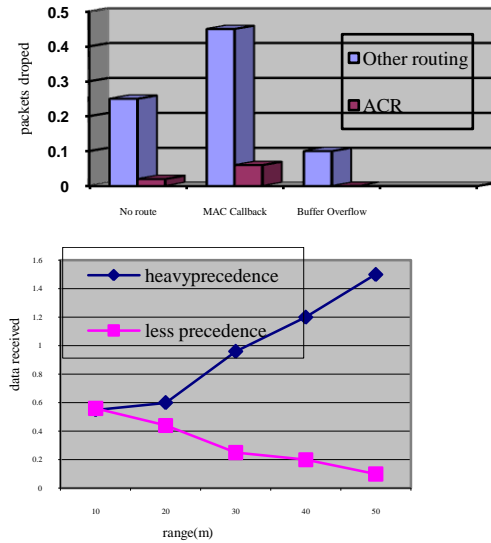 0.5
0.4
0.3
0.2
0.1
0
packets droped
Other routing
ACR
No route MAC Callback Buffer Overflow
1.6
1.4
1.2
1
0.8
0.6
0.4
0.2
0
data received
heavyprecedence
less precedence
10 20 30 40 50
range(m)